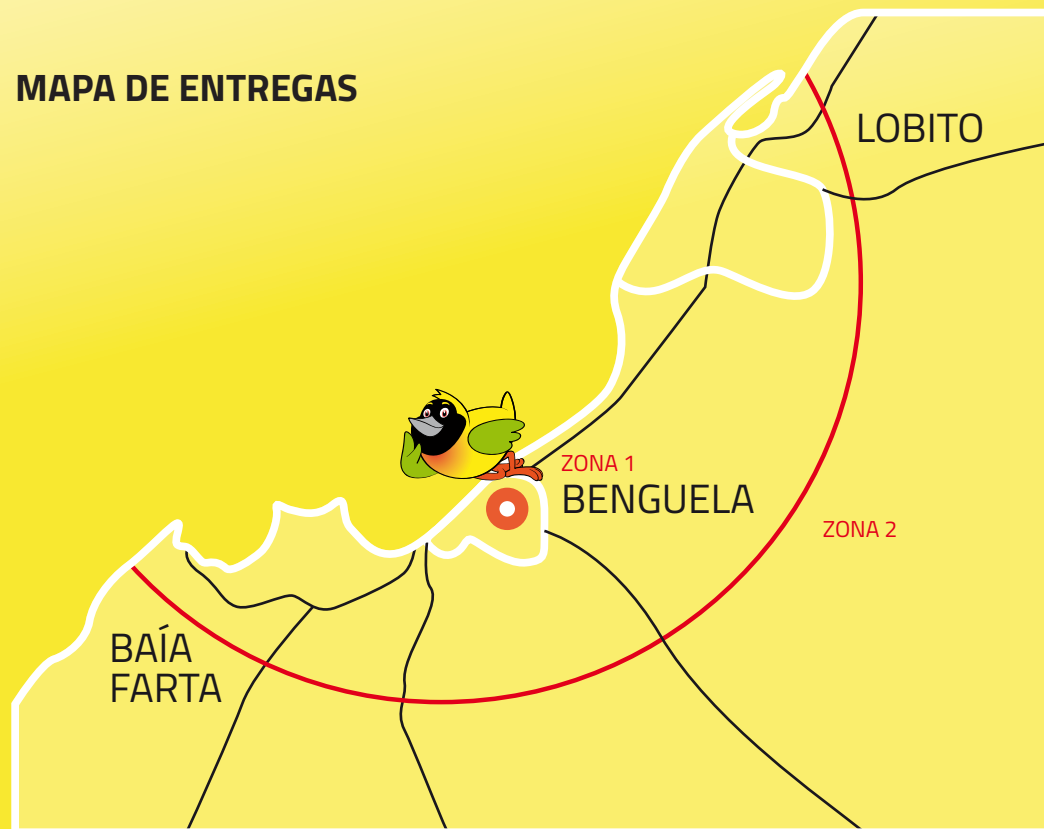 MAPA DE ENTREGAS
LOBITO
ZONA 1
BENGUELA
ZONA 2
BAÍA
FARTA